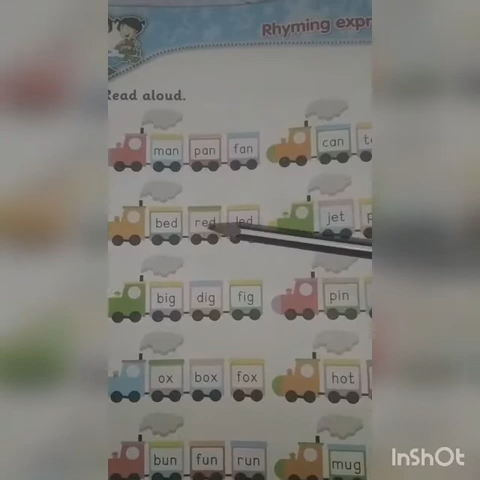 Rhyming expr
Read aloud.
man pan fan can t
bed red led jet p
big dig fig pin
ox box fox hot
bun fun run mug
InShOt